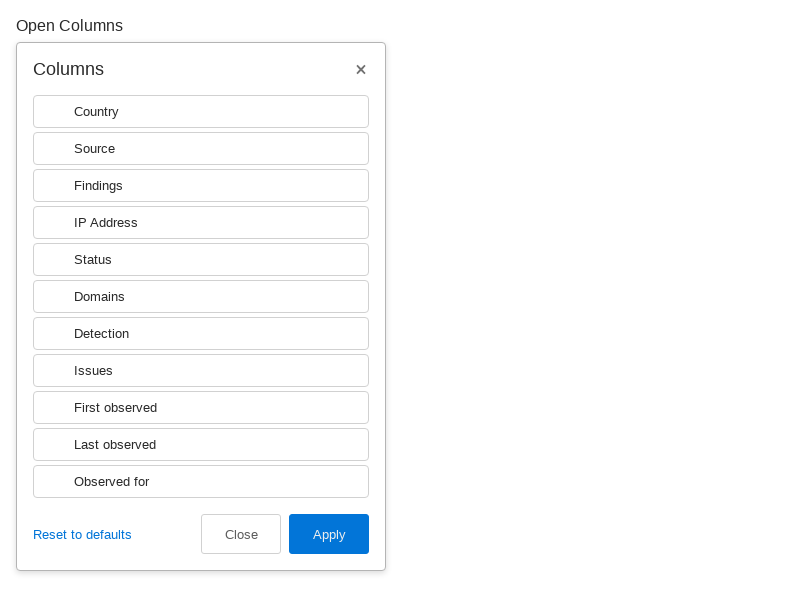 Open Columns
Columns ×
Country
Source
Findings
IP Address
Status
Domains
Detection
Issues
First observed
Last observed
Observed for
Reset to defaults Close Apply